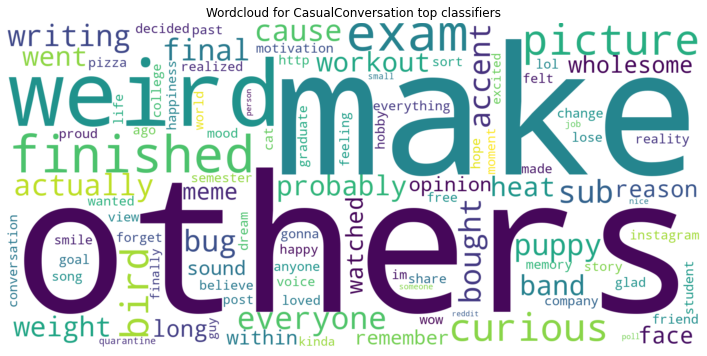 Wordcloud for CasualConversation top classifiers
writing decided past cause exam picture
pizza went final motivation http sort lol
realized workout accent felt wholesome
weird make
life college happiness world cat person small everything excited
proud ago mood graduate feeling hobby hope moment change job lose reality
finished
actually semester probably opinion made heat sub reason
wanted meme free nice
others
conversation view smile forget bug dream gonna happy watched bought puppy instagram
goal song finally sound anyone voice im share memory story
bird believe post loved someone band company glad student
weight long guy within everyone kinda wow reddit curious friend
quarantine remember poll face